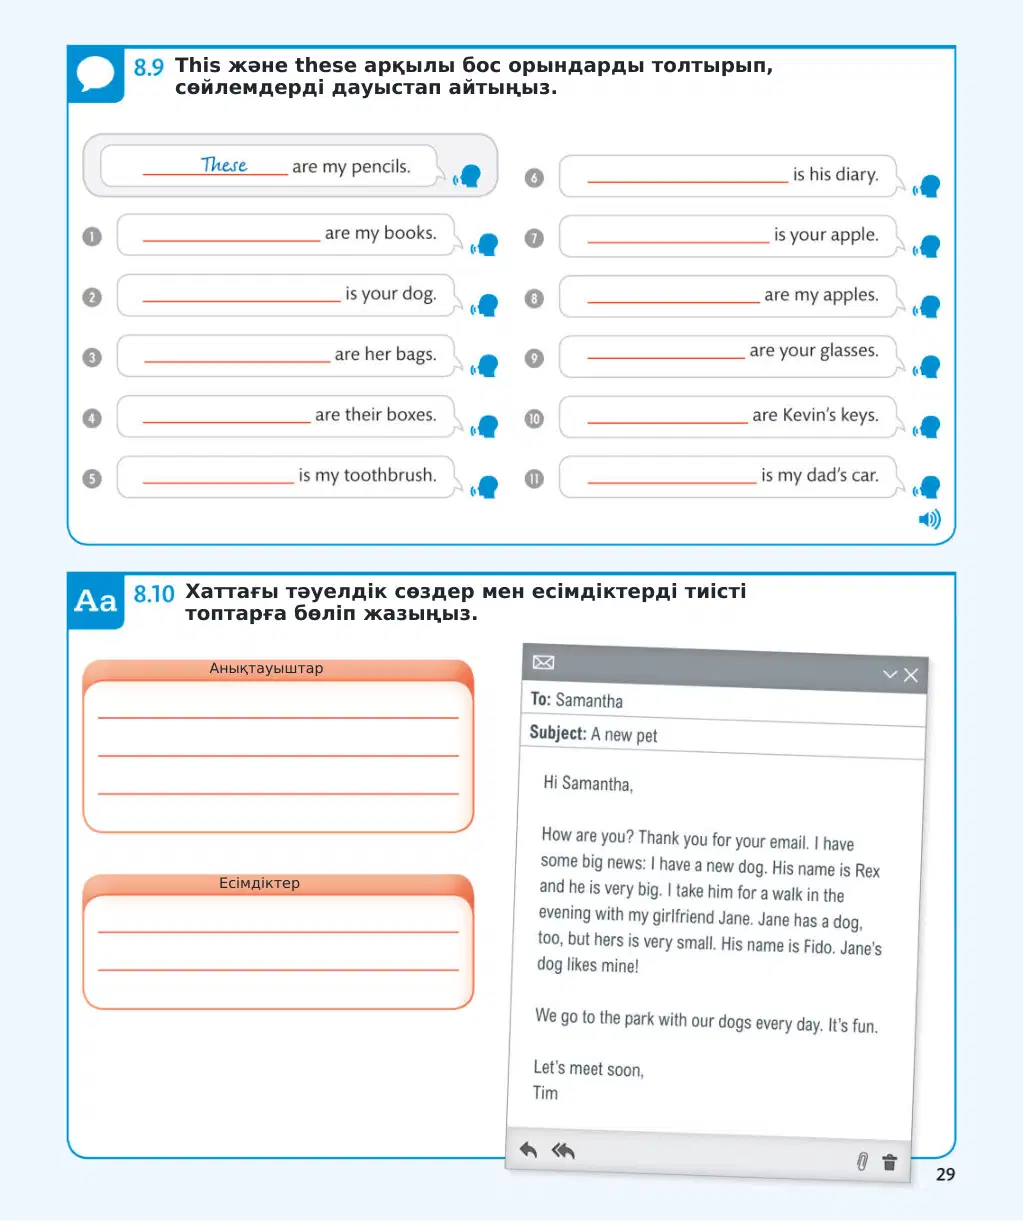 8.9 This және these арқылы бос орындарды толтырып,
сөйлемдерді дауыстап айтыңыз.
These are my pencils.
1 are my books.
2 is your dog.
3 are her bags.
4 are their boxes.
5 is my toothbrush.
6 is his diary.
7 is your apple.
8 are my apples.
9 are your glasses.
10 are Kevin's keys.
11 is my dad's car.
Aa 8.10 Хаттағы тәуелдік сөздер мен есімдіктерді тиісті
топтарға бөліп жазыңыз.
Анықтауыштар
Есімдіктер
To: Samantha
Subject: A new pet
Hi Samantha,
How are you? Thank you for your email. I have
some big news: I have a new dog. His name is Rex
and he is very big. I take him for a walk in the
evening with my girlfriend Jane. Jane has a dog,
too, but hers is very small. His name is Fido. Jane's
dog likes mine!
We go to the park with our dogs every day. It's fun.
Let's meet soon,
Tim
29